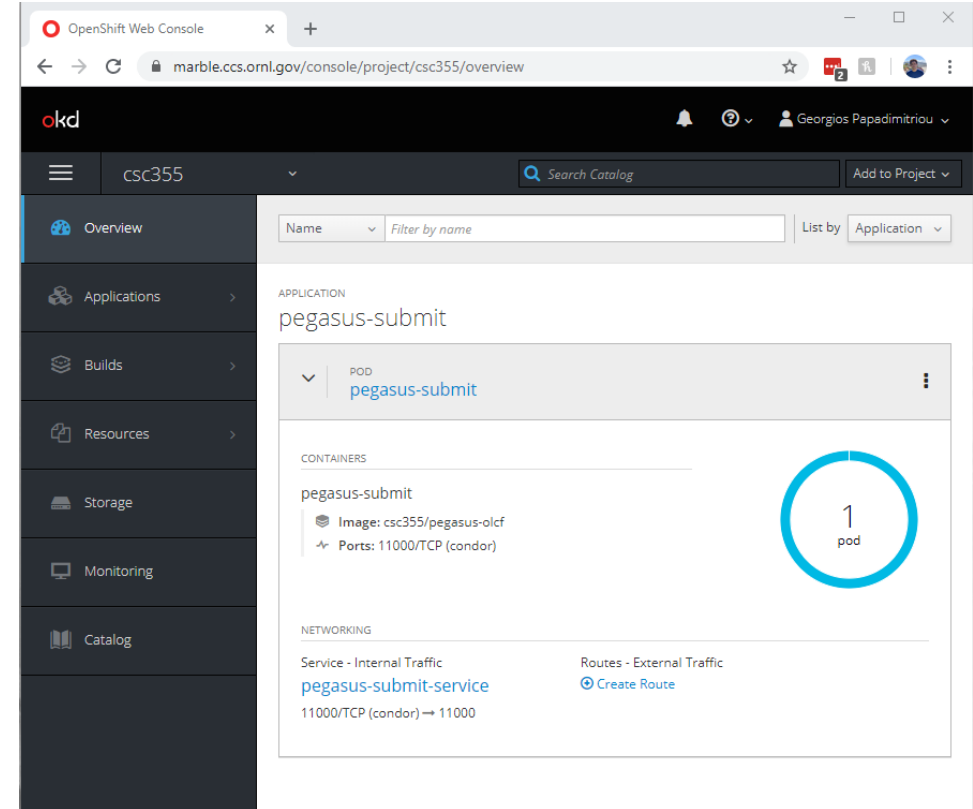 OpenShift Web Console
marble.ccs.ornl.gov/console/project/csc355/overview
2
okd
Georgios Papadimitriou
csc355
Search Catalog
Add to Project
Overview
Name
Filter by name
List by
Application
Applications
Builds
Resources
Storage
Monitoring
Catalog
APPLICATION
pegasus-submit
POD
pegasus-submit
CONTAINERS
pegasus-submit
Image: csc355/pegasus-olcf
Ports: 11000/TCP (condor)
1
pod
NETWORKING
Service - Internal Traffic
pegasus-submit-service
11000/TCP (condor) → 11000
Routes - External Traffic
Create Route